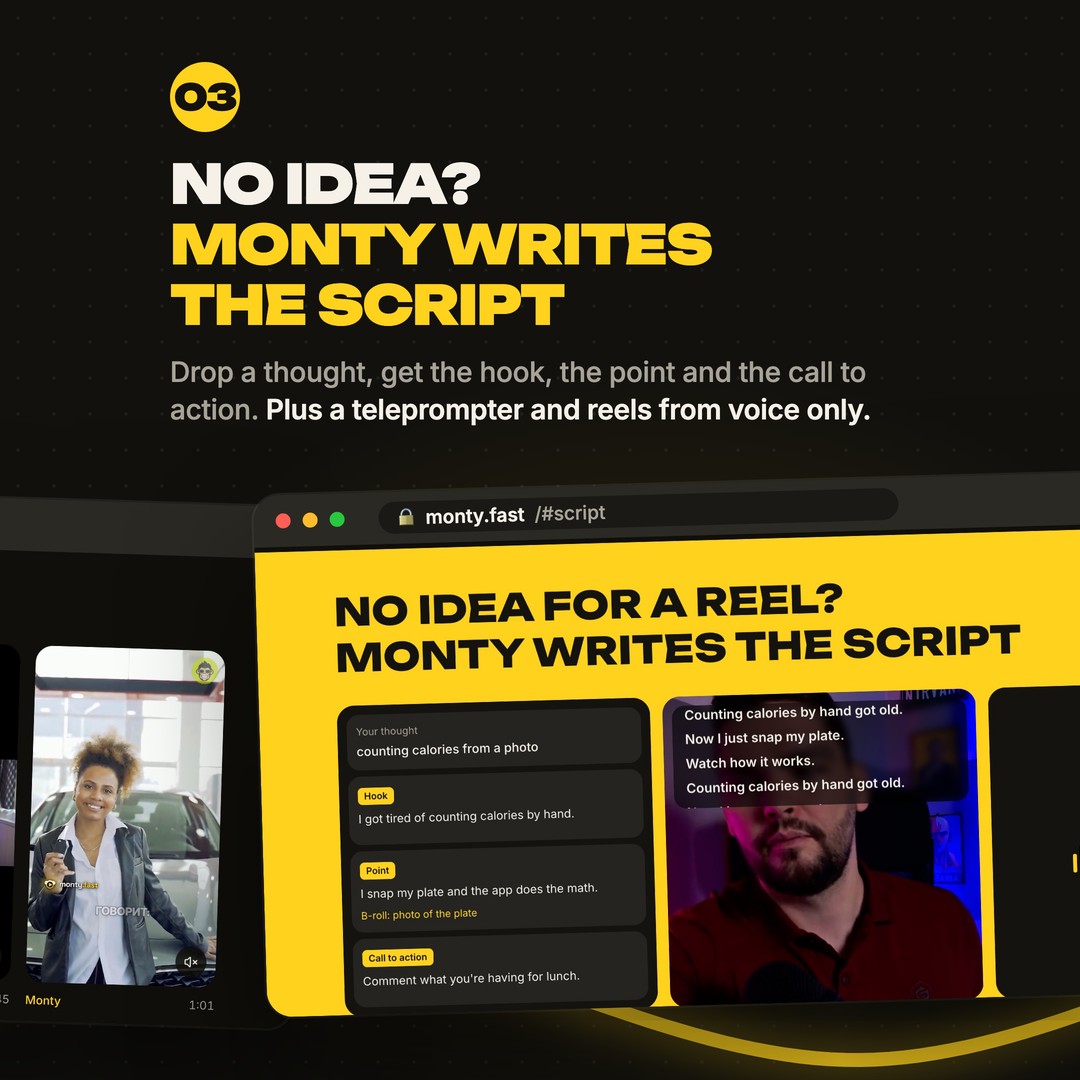 03
NO IDEA?
MONTY WRITES
THE SCRIPT
Drop a thought, get the hook, the point and the call to
action. Plus a teleprompter and reels from voice only.
monty.fast /#script
NO IDEA FOR A REEL?
MONTY WRITES THE SCRIPT
Your thought
counting calories from a photo
Hook
I got tired of counting calories by hand.
Point
I snap my plate and the app does the math.
B-roll: photo of the plate
Call to action
Comment what you're having for lunch.
Counting calories by hand got old.
Now I just snap my plate.
Watch how it works.
Counting calories by hand got old.
monty.fast
ГОВОРИТ:
Monty
1:01